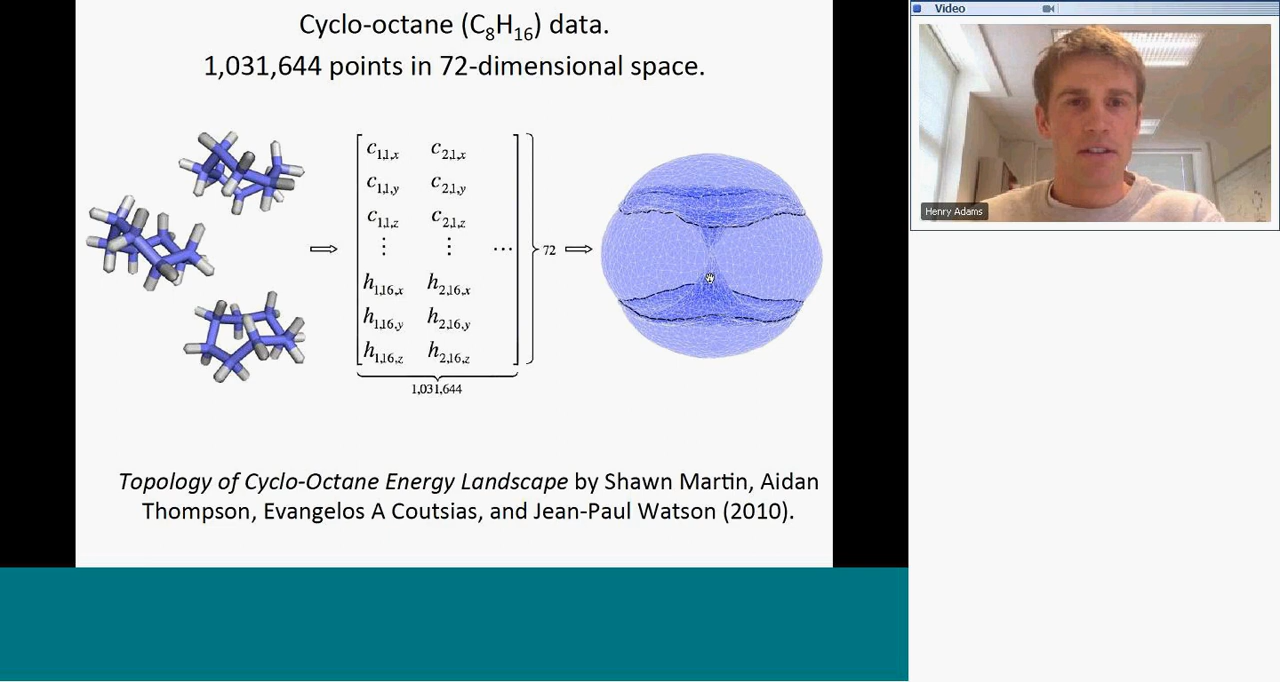 Cyclo-octane (C₈H₁₆) data.
1,031,644 points in 72-dimensional space.
c₁,₁,ₓ c₂,₁,ₓ
c₁,₁,y c₂,₁,y
c₁,₁,z c₂,₁,z
⋮ ⋮ ⋯
h₁,₁₆,ₓ h₂,₁₆,ₓ
h₁,₁₆,y h₂,₁₆,y
h₁,₁₆,z h₂,₁₆,z
72
1,031,644
Topology of Cyclo-Octane Energy Landscape by Shawn Martin, Aidan
Thompson, Evangelos A Coutsias, and Jean-Paul Watson (2010).
Video
Henry Adams